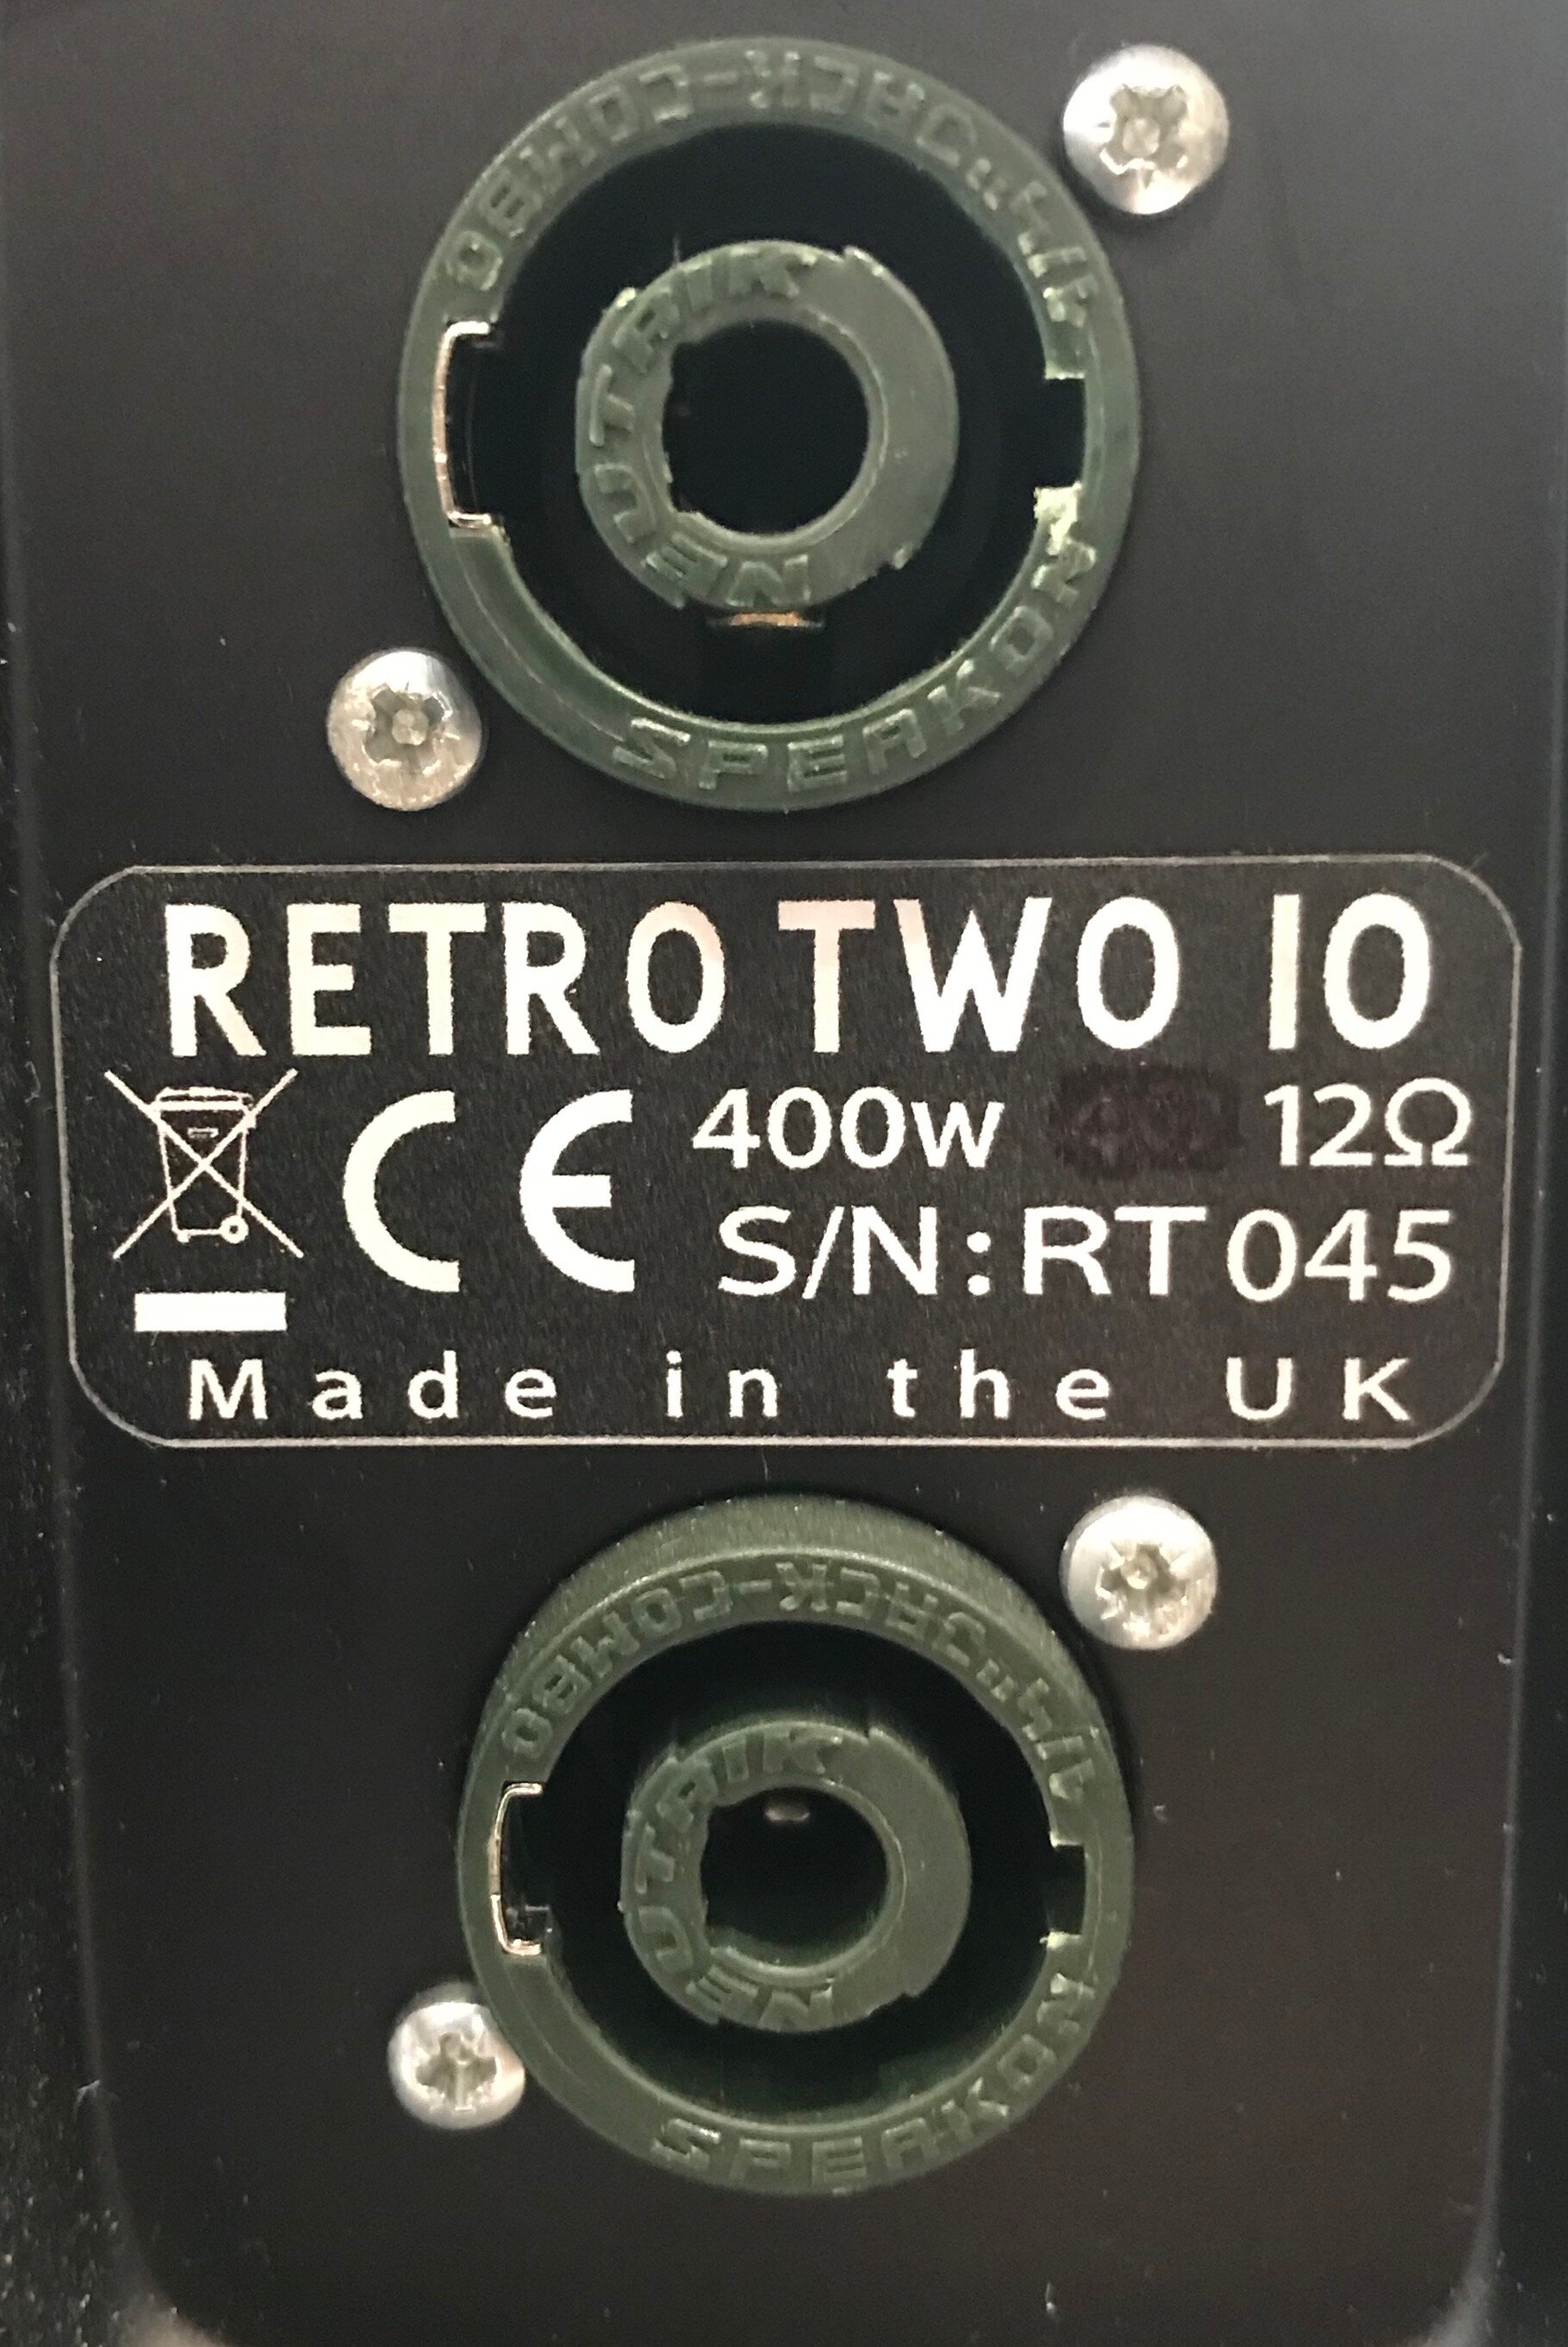 1/4"JACK-COMBO
NEUTRIK
SPEAKON
RETRO TWO 10
CE 400w 12Ω
S/N: RT 045
Made in the UK
1/4"JACK-COMBO
NEUTRIK
SPEAKON